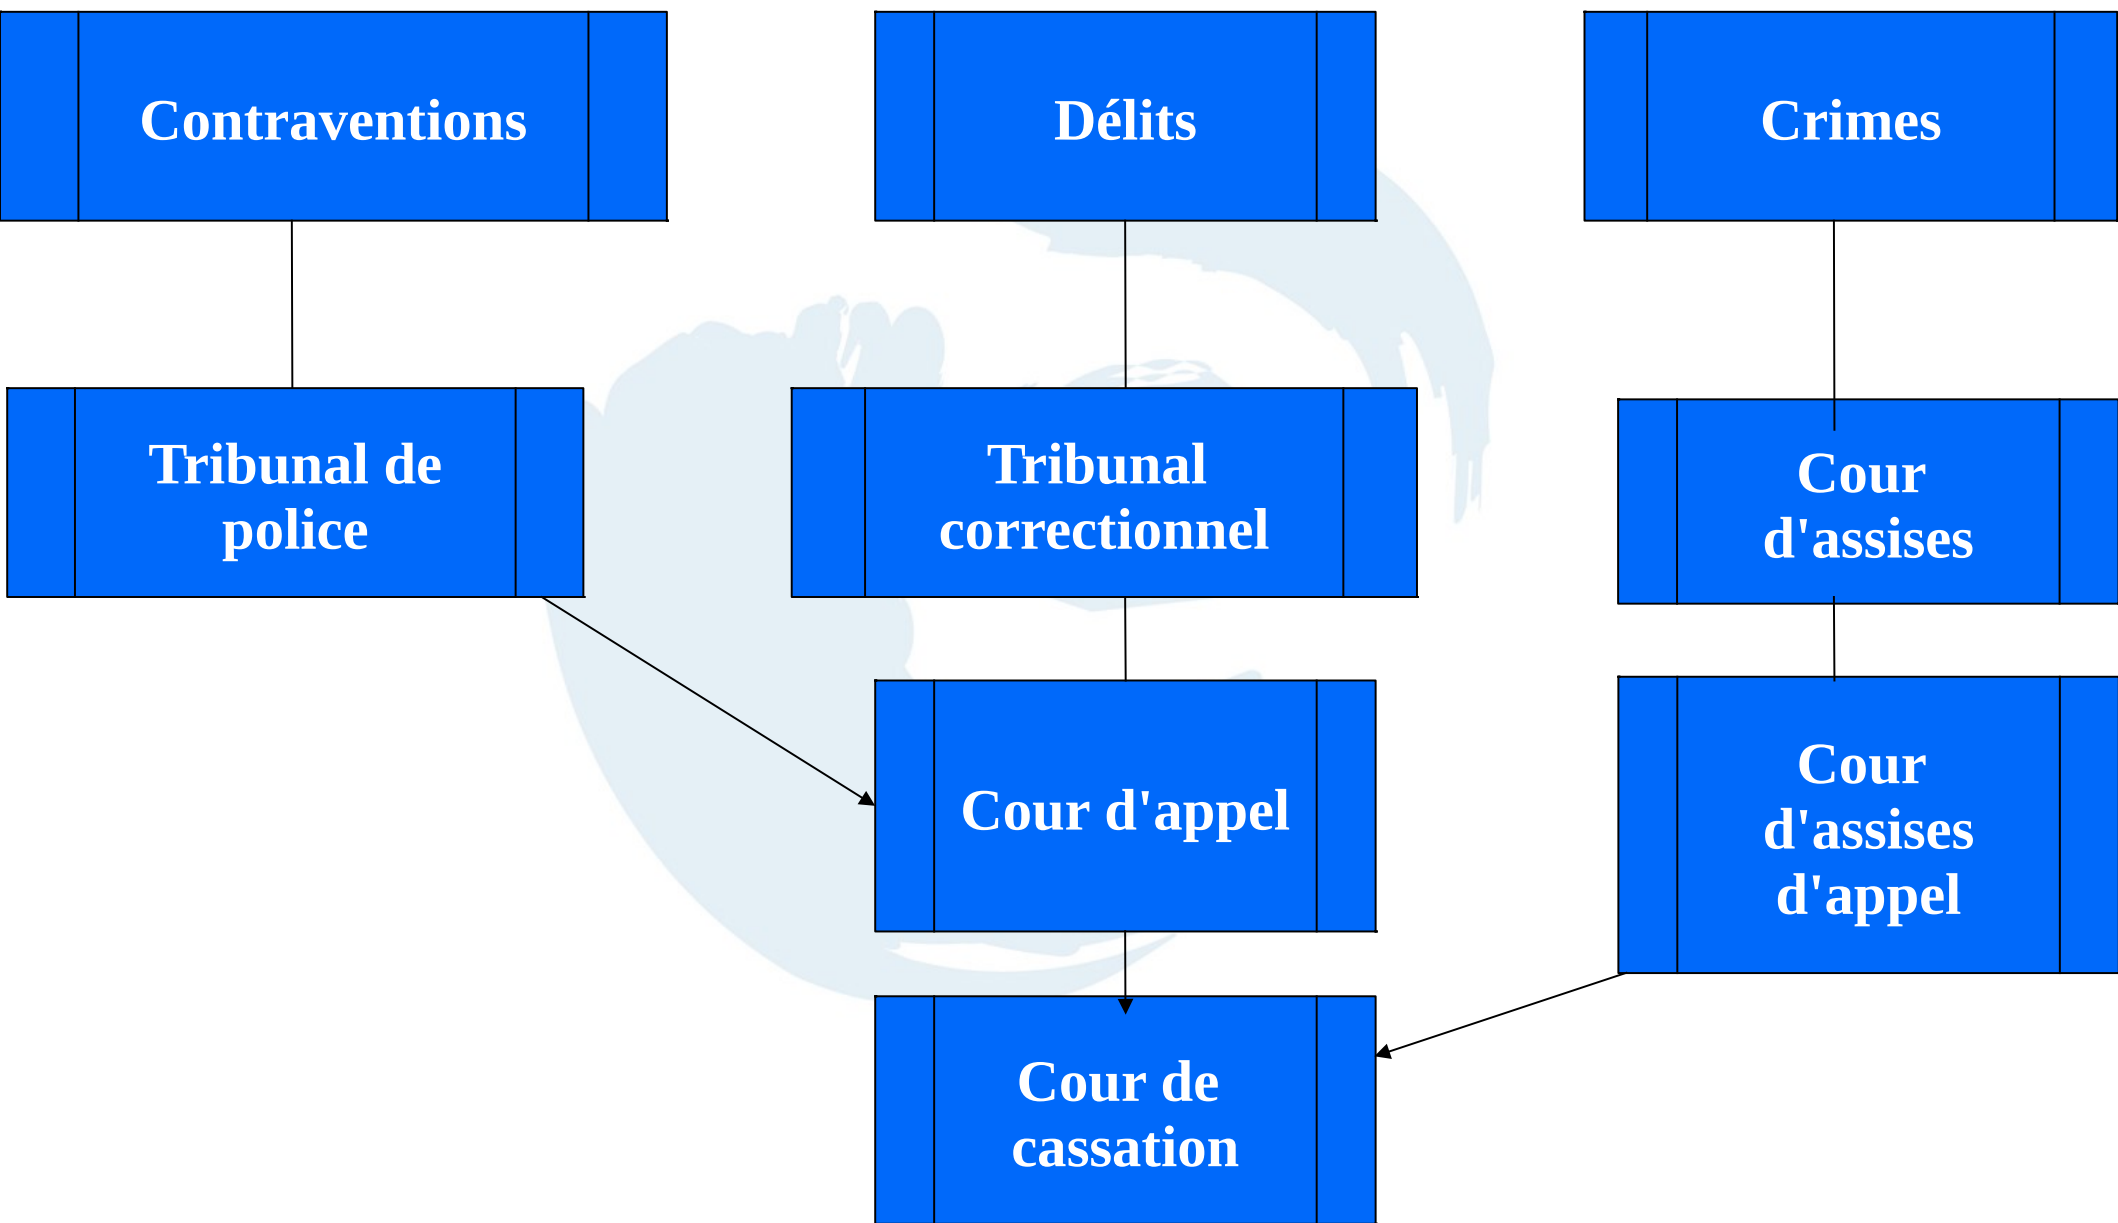 Contraventions
Délits
Crimes
Tribunal de
police
Tribunal
correctionnel
Cour
d'assises
Cour d'appel
Cour
d'assises
d'appel
Cour de
cassation